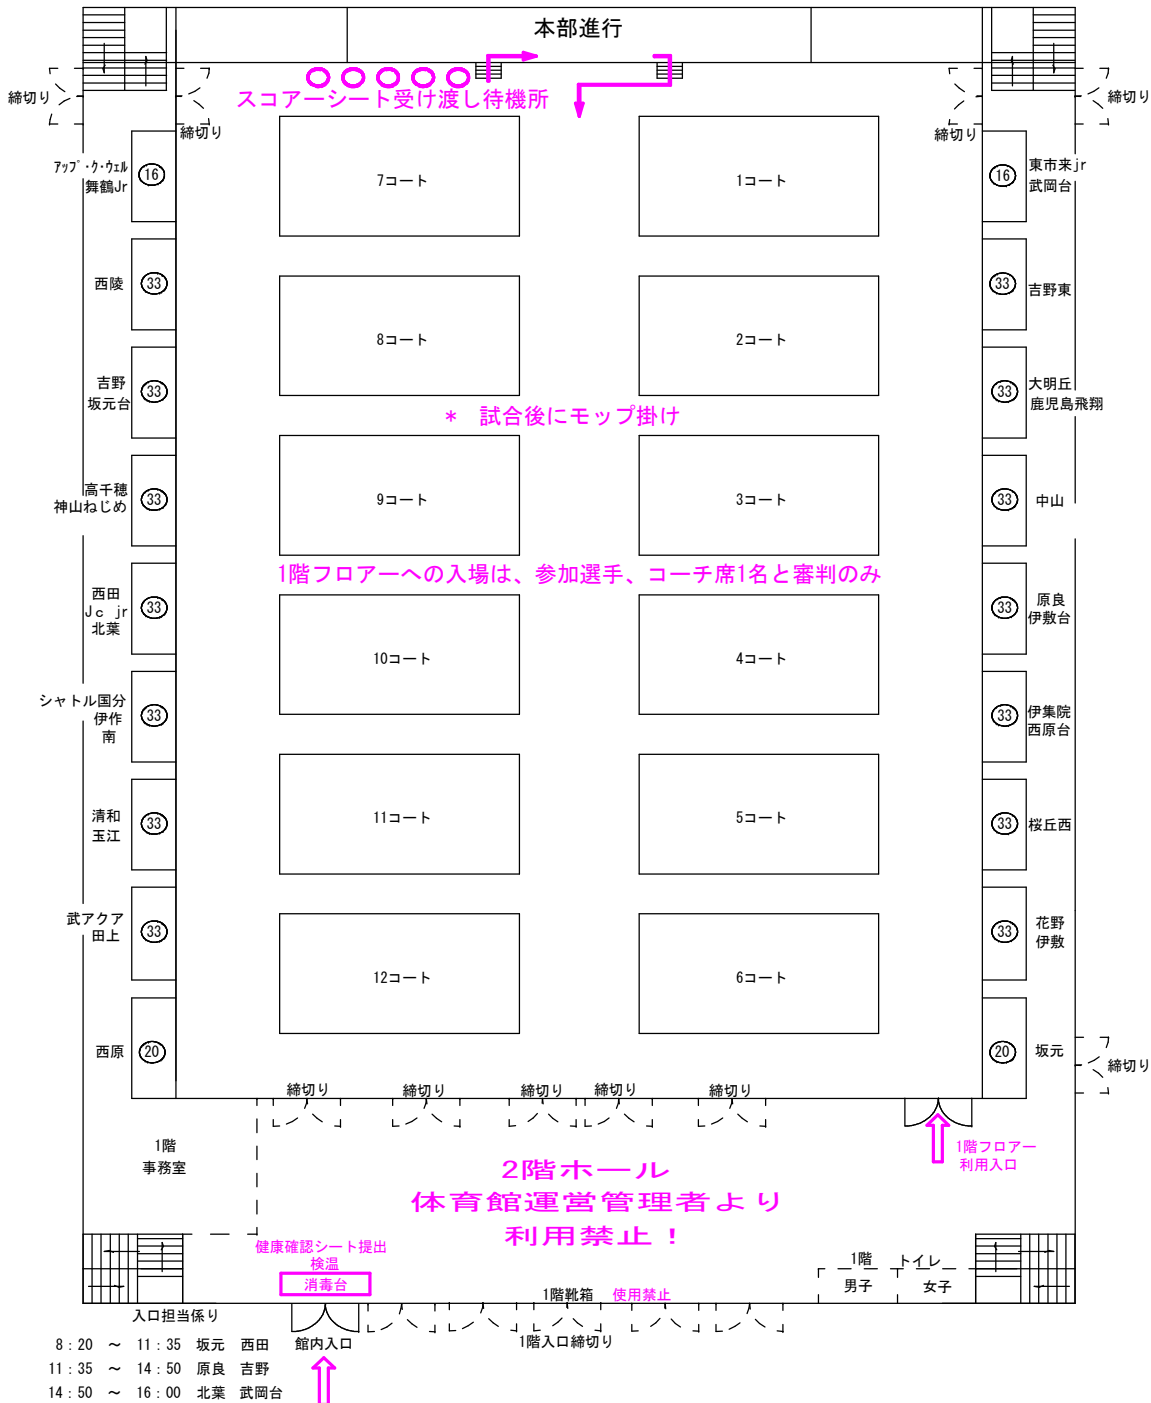 本部進行
スコアーシート受け渡し待機所
締切り
締切り
締切り
締切り
アップ・ク・ウェル
舞鶴Jr
16
7コート
1コート
16
東市来jr
武岡台
西陵
33
8コート
2コート
33
吉野東
吉野
坂元台
33
33
大明丘
鹿児島飛翔
* 試合後にモップ掛け
高千穂
神山ねじめ
33
9コート
3コート
33
中山
1階フロアーへの入場は、参加選手、コーチ席1名と審判のみ
西田
Jc jr
北葉
33
33
原良
伊敷台
10コート
4コート
シャトル国分
伊作
南
33
33
伊集院
西原台
清和
玉江
33
11コート
5コート
33
桜丘西
武アクア
田上
33
33
花野
伊敷
12コート
6コート
西原
20
20
坂元
締切り
締切り
締切り
締切り
締切り
締切り
1階
事務室
1階フロアー
利用入口
2階ホール
体育館運営管理者より
利用禁止！
健康確認シート提出
検温
消毒台
1階 トイレ
男子
女子
1階靴箱 使用禁止
入口担当係り
館内入口
1階入口締切り
8:20 ～ 11:35 坂元 西田
11:35 ～ 14:50 原良 吉野
14:50 ～ 16:00 北葉 武岡台